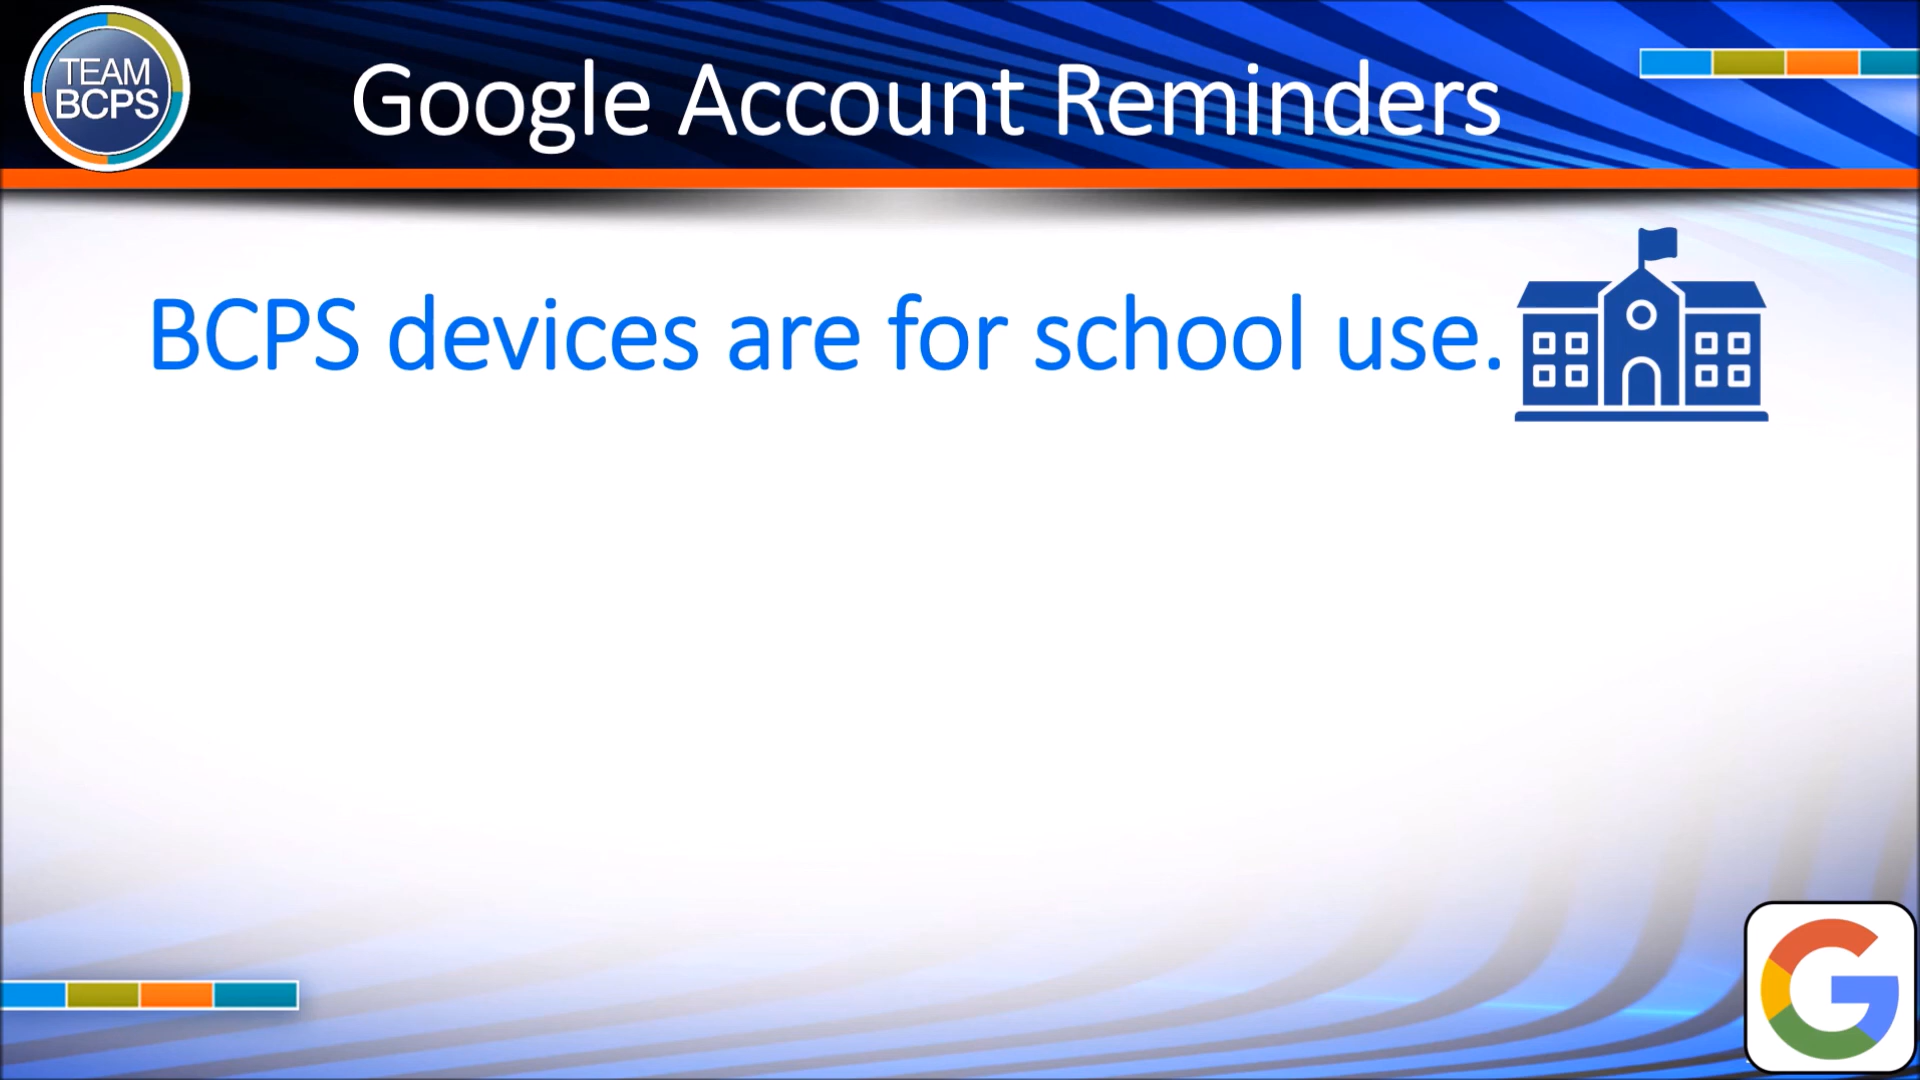 TEAM
BCPS
Google Account Reminders
BCPS devices are for school use.